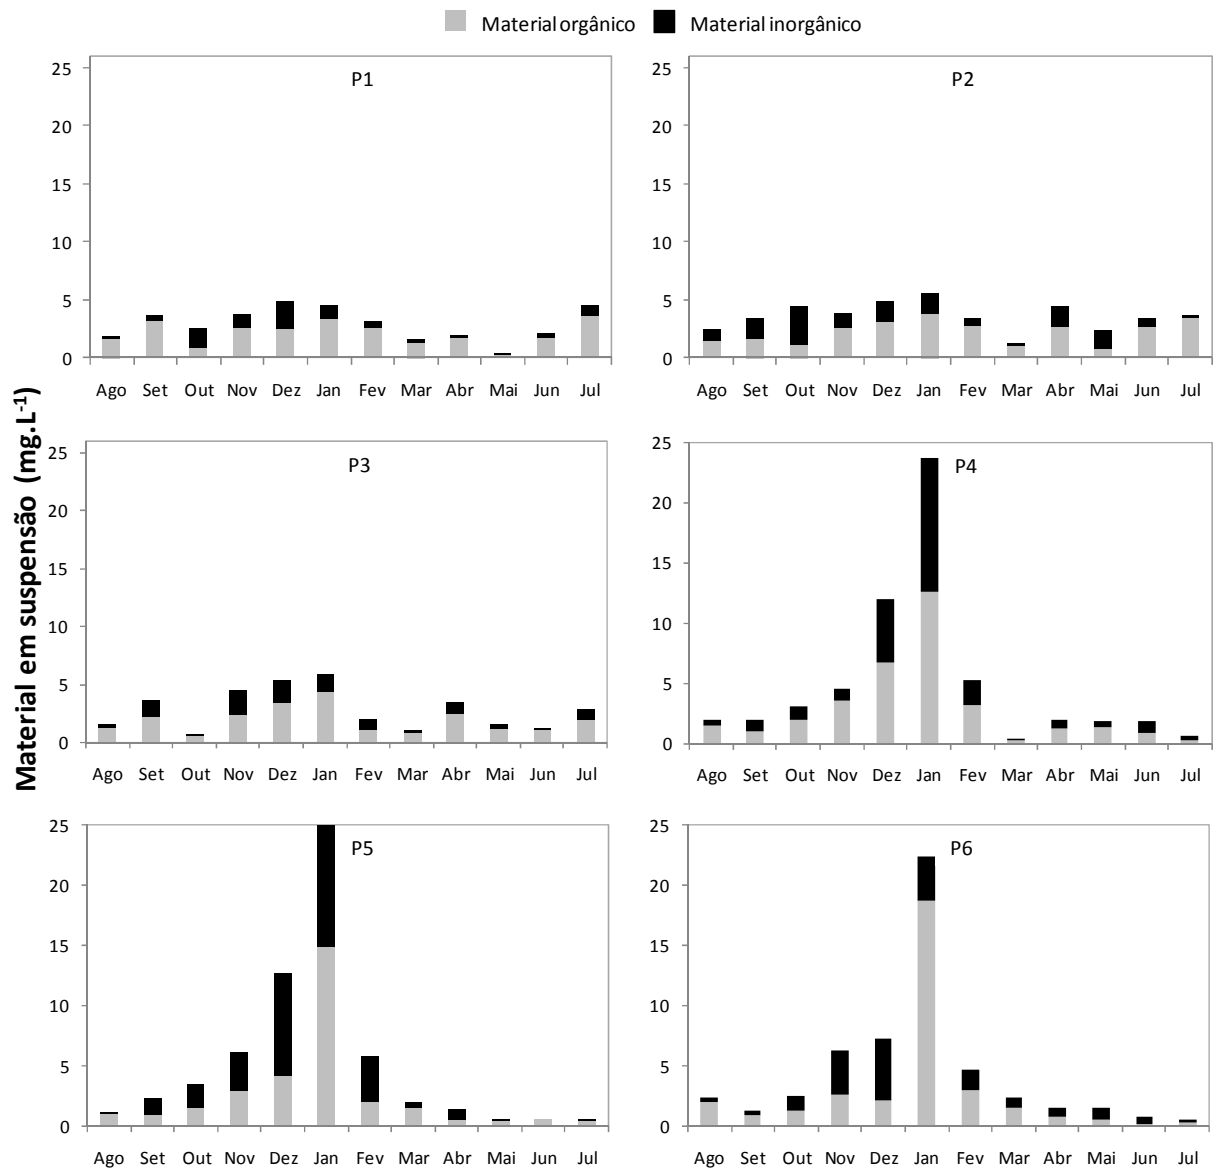 Material orgânico Material inorgânico
Material em suspensão (mg.L-1)
P1
25
20
15
10
5
0
Ago Set Out Nov Dez Jan Fev Mar Abr Mai Jun Jul
P2
25
20
15
10
5
0
Ago Set Out Nov Dez Jan Fev Mar Abr Mai Jun Jul
P3
25
20
15
10
5
0
Ago Set Out Nov Dez Jan Fev Mar Abr Mai Jun Jul
P4
25
20
15
10
5
0
Ago Set Out Nov Dez Jan Fev Mar Abr Mai Jun Jul
P5
25
20
15
10
5
0
Ago Set Out Nov Dez Jan Fev Mar Abr Mai Jun Jul
P6
25
20
15
10
5
0
Ago Set Out Nov Dez Jan Fev Mar Abr Mai Jun Jul